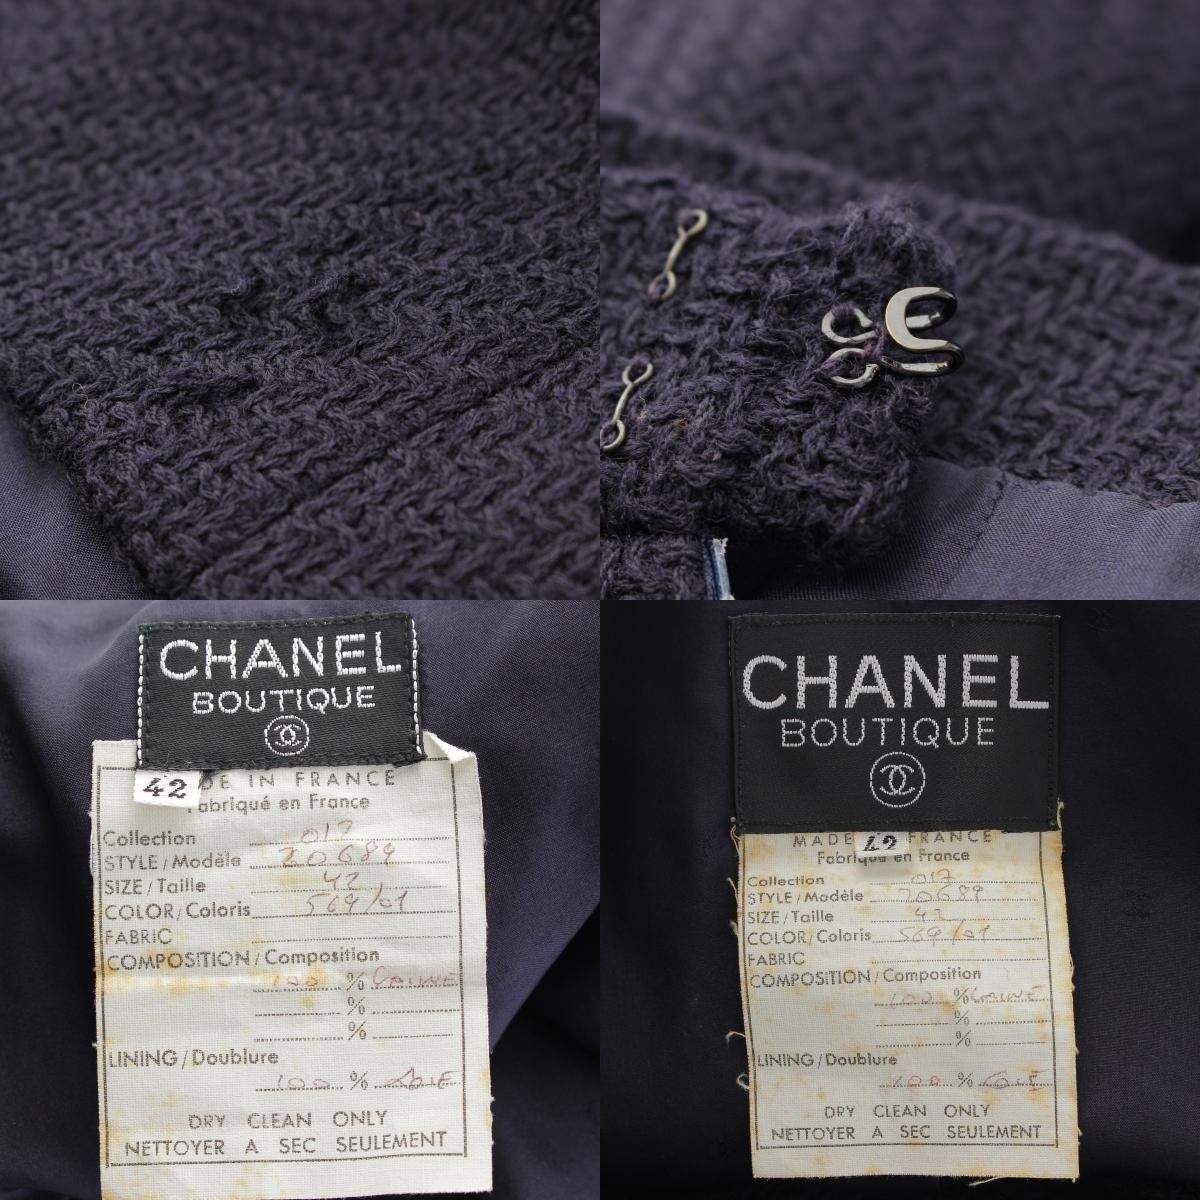 CHANEL
BOUTIQUE
42
DE IN FRANCE
Fabriqué en France
Collection 017
STYLE/Modèle 20689
SIZE/Taille 42
COLOR/Coloris 569/01
FABRIC
COMPOSITION/Composition
100 % LAINE
%
%
LINING/Doublure
100 % SOIE
DRY CLEAN ONLY
NETTOYER A SEC SEULEMENT
CHANEL
BOUTIQUE
42
MADE FRANCE
Fabriqué en France
Collection 017
STYLE/Modèle 20689
SIZE/Taille 42
COLOR/Coloris 569/01
FABRIC
COMPOSITION/Composition
100 % LAINE
%
%
LINING/Doublure
100 % SOIE
DRY CLEAN ONLY
NETTOYER A SEC SEULEMENT